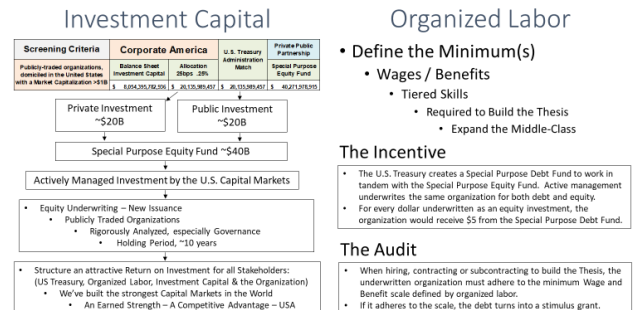 Investment Capital
Screening Criteria
Corporate America
U.S. Treasury
Administration
Match
Private Public
Partnership
Publicly-traded organizations,
domiciled in the United States
with a Market Capitalization >$1B
Balance Sheet
Investment Capital
Allocation
25bps .25%
Special Purpose
Equity Fund
$ 8,054,395,782,936
$ 20,135,989,457
$ 20,135,989,457
$ 40,271,978,915
Private Investment
~$20B
Public Investment
~$20B
Special Purpose Equity Fund ~$40B
Actively Managed Investment by the U.S. Capital Markets
• Equity Underwriting – New Issuance
• Publicly Traded Organizations
• Rigorously Analyzed, especially Governance
• Holding Period, ~10 years
• Structure an attractive Return on Investment for all Stakeholders:
(US Treasury, Organized Labor, Investment Capital & the Organization)
• We've built the strongest Capital Markets in the World
• An Earned Strength – A Competitive Advantage – USA
Organized Labor
• Define the Minimum(s)
• Wages / Benefits
• Tiered Skills
• Required to Build the Thesis
• Expand the Middle-Class
The Incentive
• The U.S. Treasury creates a Special Purpose Debt Fund to work in
tandem with the Special Purpose Equity Fund. Active management
underwrites the same organization for both debt and equity.
• For every dollar underwritten as an equity investment, the
organization would receive $5 from the Special Purpose Debt Fund.
The Audit
• When hiring, contracting or subcontracting to build the Thesis, the
underwritten organization must adhere to the minimum Wage and
Benefit scale defined by organized labor.
• If it adheres to the scale, the debt turns into a stimulus grant.